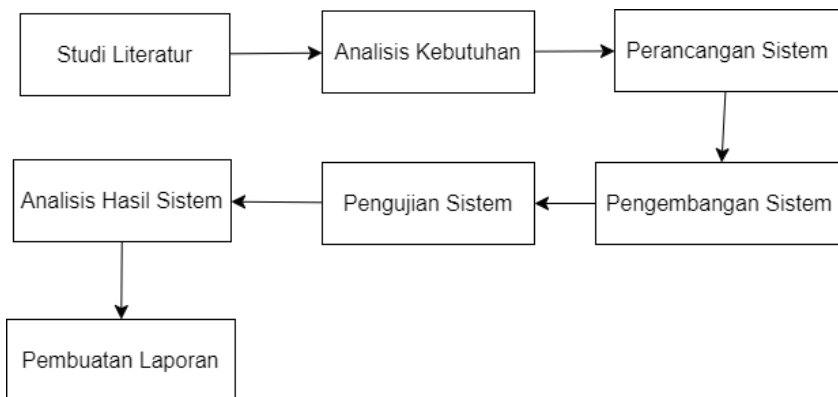 Studi Literatur
Analisis Kebutuhan
Perancangan Sistem
Pengembangan Sistem
Pengujian Sistem
Analisis Hasil Sistem
Pembuatan Laporan